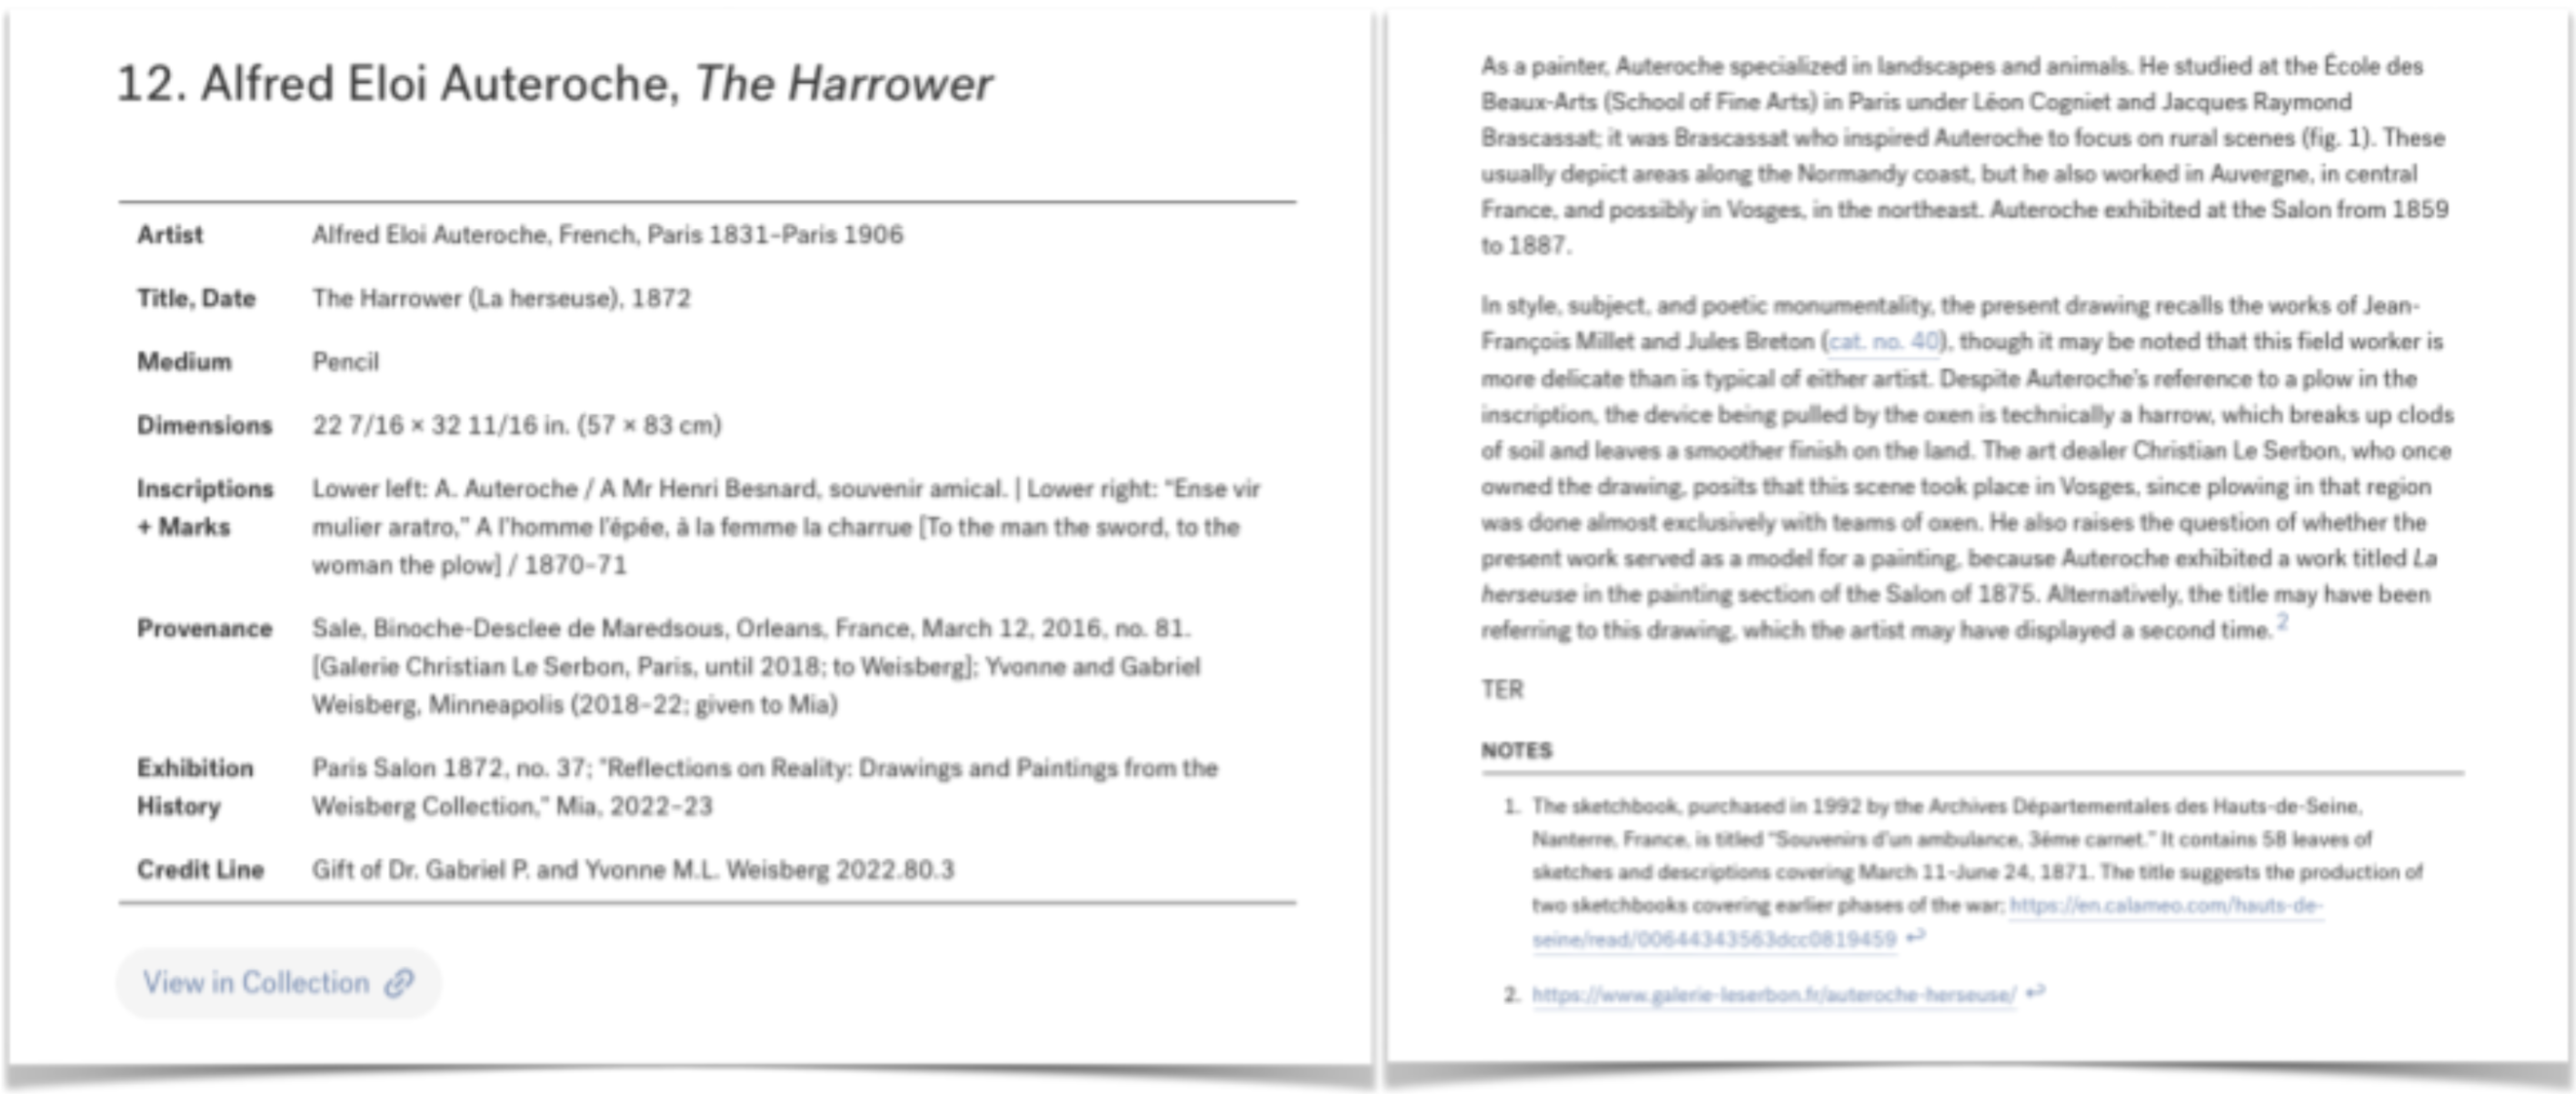 12. Alfred Eloi Auteroche, The Harrower
Artist Alfred Eloi Auteroche, French, Paris 1831–Paris 1906
Title, Date The Harrower (La herseuse), 1872
Medium Pencil
Dimensions 22 7/16 × 32 11/16 in. (57 × 83 cm)
Inscriptions Lower left: A. Auteroche / A Mr Henri Besnard, souvenir amical. | Lower right: "Ense vir
+ Marks mulier aratro," A l'homme l'épée, à la femme la charrue [To the man the sword, to the
woman the plow] / 1870–71
Provenance Sale, Binoche-Desclee de Maredsous, Orleans, France, March 12, 2016, no. 81.
[Galerie Christian Le Serbon, Paris, until 2018; to Weisberg]; Yvonne and Gabriel
Weisberg, Minneapolis (2018–22; given to Mia)
Exhibition Paris Salon 1872, no. 37; "Reflections on Reality: Drawings and Paintings from the
History Weisberg Collection," Mia, 2022–23
Credit Line Gift of Dr. Gabriel P. and Yvonne M.L. Weisberg 2022.80.3
View in Collection
As a painter, Auteroche specialized in landscapes and animals. He studied at the École des
Beaux-Arts (School of Fine Arts) in Paris under Léon Cogniet and Jacques Raymond
Brascassat; it was Brascassat who inspired Auteroche to focus on rural scenes (fig. 1). These
usually depict areas along the Normandy coast, but he also worked in Auvergne, in central
France, and possibly in Vosges, in the northeast. Auteroche exhibited at the Salon from 1859
to 1887.
In style, subject, and poetic monumentality, the present drawing recalls the works of Jean-
François Millet and Jules Breton (cat. no. 40), though it may be noted that this field worker is
more delicate than is typical of either artist. Despite Auteroche's reference to a plow in the
inscription, the device being pulled by the oxen is technically a harrow, which breaks up clods
of soil and leaves a smoother finish on the land. The art dealer Christian Le Serbon, who once
owned the drawing, posits that this scene took place in Vosges, since plowing in that region
was done almost exclusively with teams of oxen. He also raises the question of whether the
present work served as a model for a painting, because Auteroche exhibited a work titled La
herseuse in the painting section of the Salon of 1875. Alternatively, the title may have been
referring to this drawing, which the artist may have displayed a second time. 2
TER
NOTES
1. The sketchbook, purchased in 1992 by the Archives Départementales des Hauts-de-Seine,
Nanterre, France, is titled "Souvenirs d'un ambulance, 3éme carnet." It contains 58 leaves of
sketches and descriptions covering March 11-June 24, 1871. The title suggests the production of
two sketchbooks covering earlier phases of the war; https://en.calameo.com/hauts-de-
seine/read/00644343563dcc0819459 ↩
2. https://www.galerie-leserbon.fr/auteroche-herseuse/ ↩